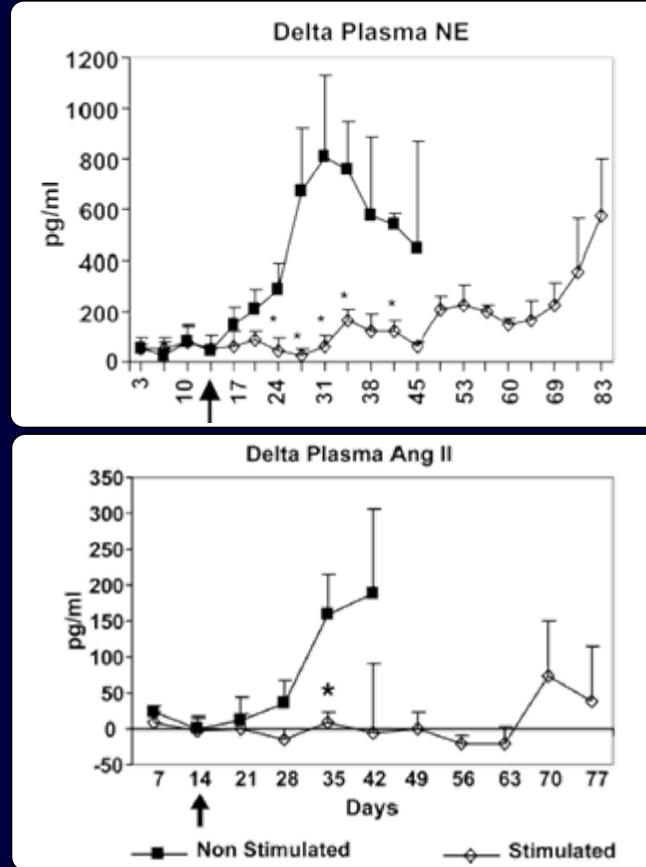 Delta Plasma NE
1200
1000
800
600
400
200
0
pg/ml
3 10 17 24 31 38 45 53 60 69 83
* * * * *
Delta Plasma Ang II
350
300
250
200
150
100
50
0
-50
pg/ml
*
7 14 21 28 35 42 49 56 63 70 77
Days
Non Stimulated Stimulated